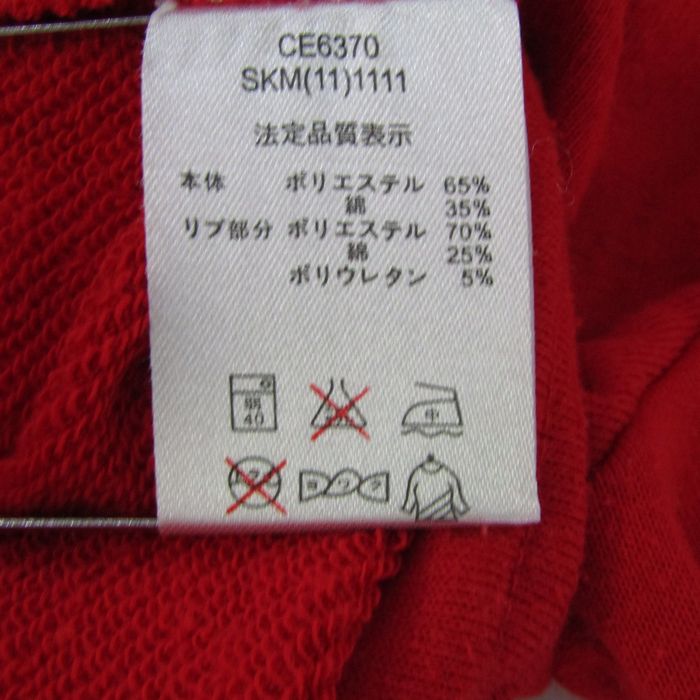 CE6370
SKM(11)1111
法定品質表示
本体 ポリエステル 65%
綿 35%
リブ部分 ポリエステル 70%
綿 25%
ポリウレタン 5%
弱
40
中